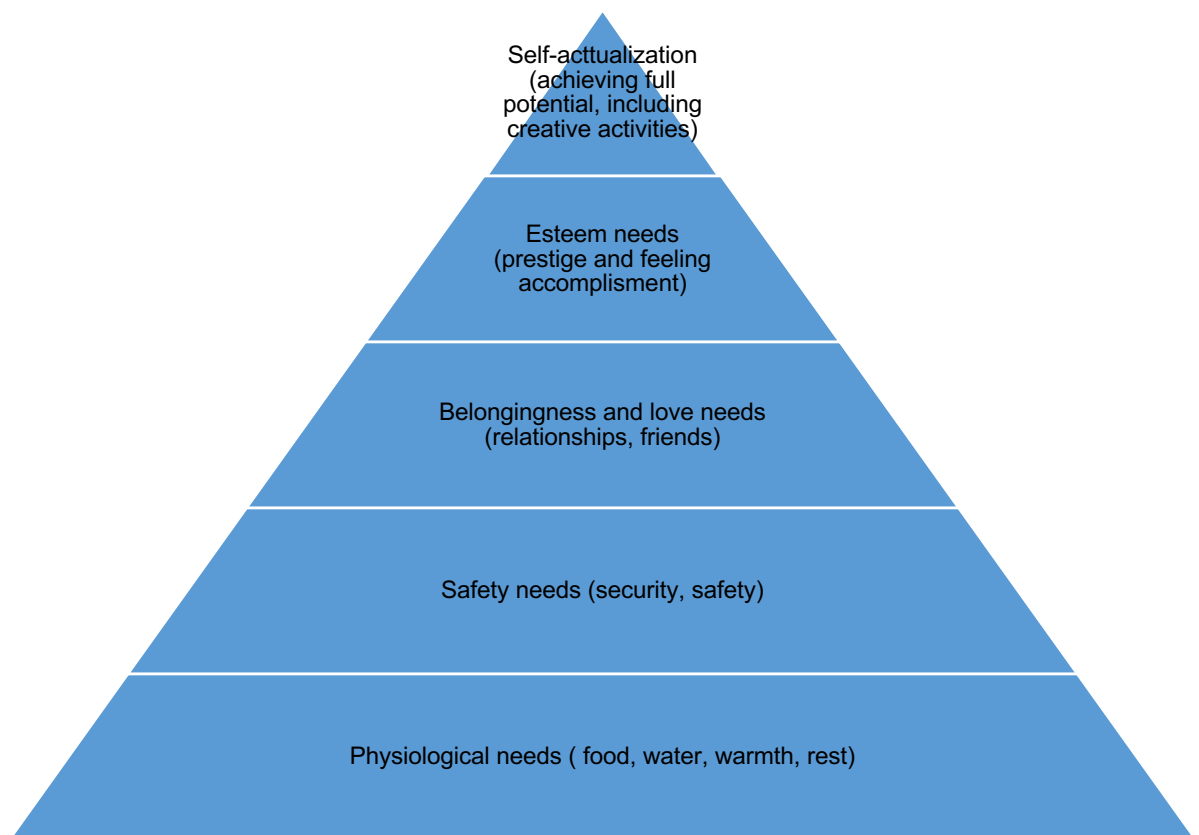 Self-acttualization
(achieving full
potential, including
creative activities)
Esteem needs
(prestige and feeling
accomplisment)
Belongingness and love needs
(relationships, friends)
Safety needs (security, safety)
Physiological needs ( food, water, warmth, rest)